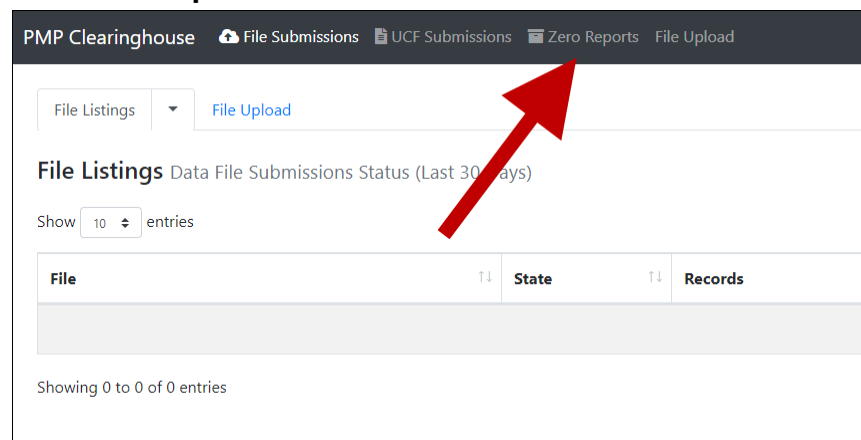 PMP Clearinghouse File Submissions UCF Submissions Zero Reports File Upload
File Listings File Upload
File Listings Data File Submissions Status (Last 30 Days)
Show 10 entries
File State Records
Showing 0 to 0 of 0 entries